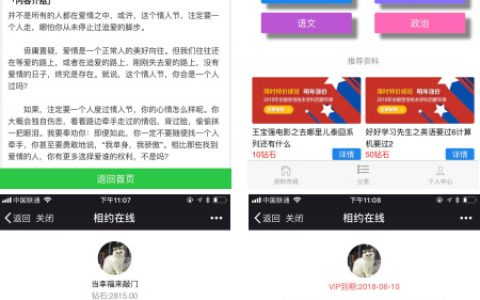 「内容介绍」
并不是所有的人都在爱情之中，或许，这个情人节，注定要一个人走，哪怕你从未停止过追爱的脚步。
毋庸置疑，爱情是一个正常人的美好向往。但我们往往还在等爱的路上、或者在追爱的路上、刚刚失去爱的路上、没有爱情的日子，终究是存在。就说，这个情人节，你会是一个人过吗？
如果，注定要一个人度过情人节，你的心情怎么样呢。你大概会独自伤悲，看着路边牵手走过的情侣，背过脸，偷偷抹一把眼泪。我要奉劝你：即便如此，你一定不要随便找一个人牵手，你甚至要勇敢地说，“我单身，我骄傲”。相比那些找到爱情的人，你有更多选择爱谁的权利，不是吗？
返回首页
语文
政治
推荐资料
限时特价读班 明年涨价
限时特价读班 明年涨价
王宝强电影之去哪里儿泰囧系列还有什么
10钻石
详情
好好学习先生之英语要过6计算机要过2
50钻石
详情
资料市场
分类
个人中心
中国联通
下午11:07
返回 关闭
相约在线
当幸福来敲门
钻石:2815.00
中国联通
下午11:08
返回 关闭
相约在线
VIP到期:2018-06-10